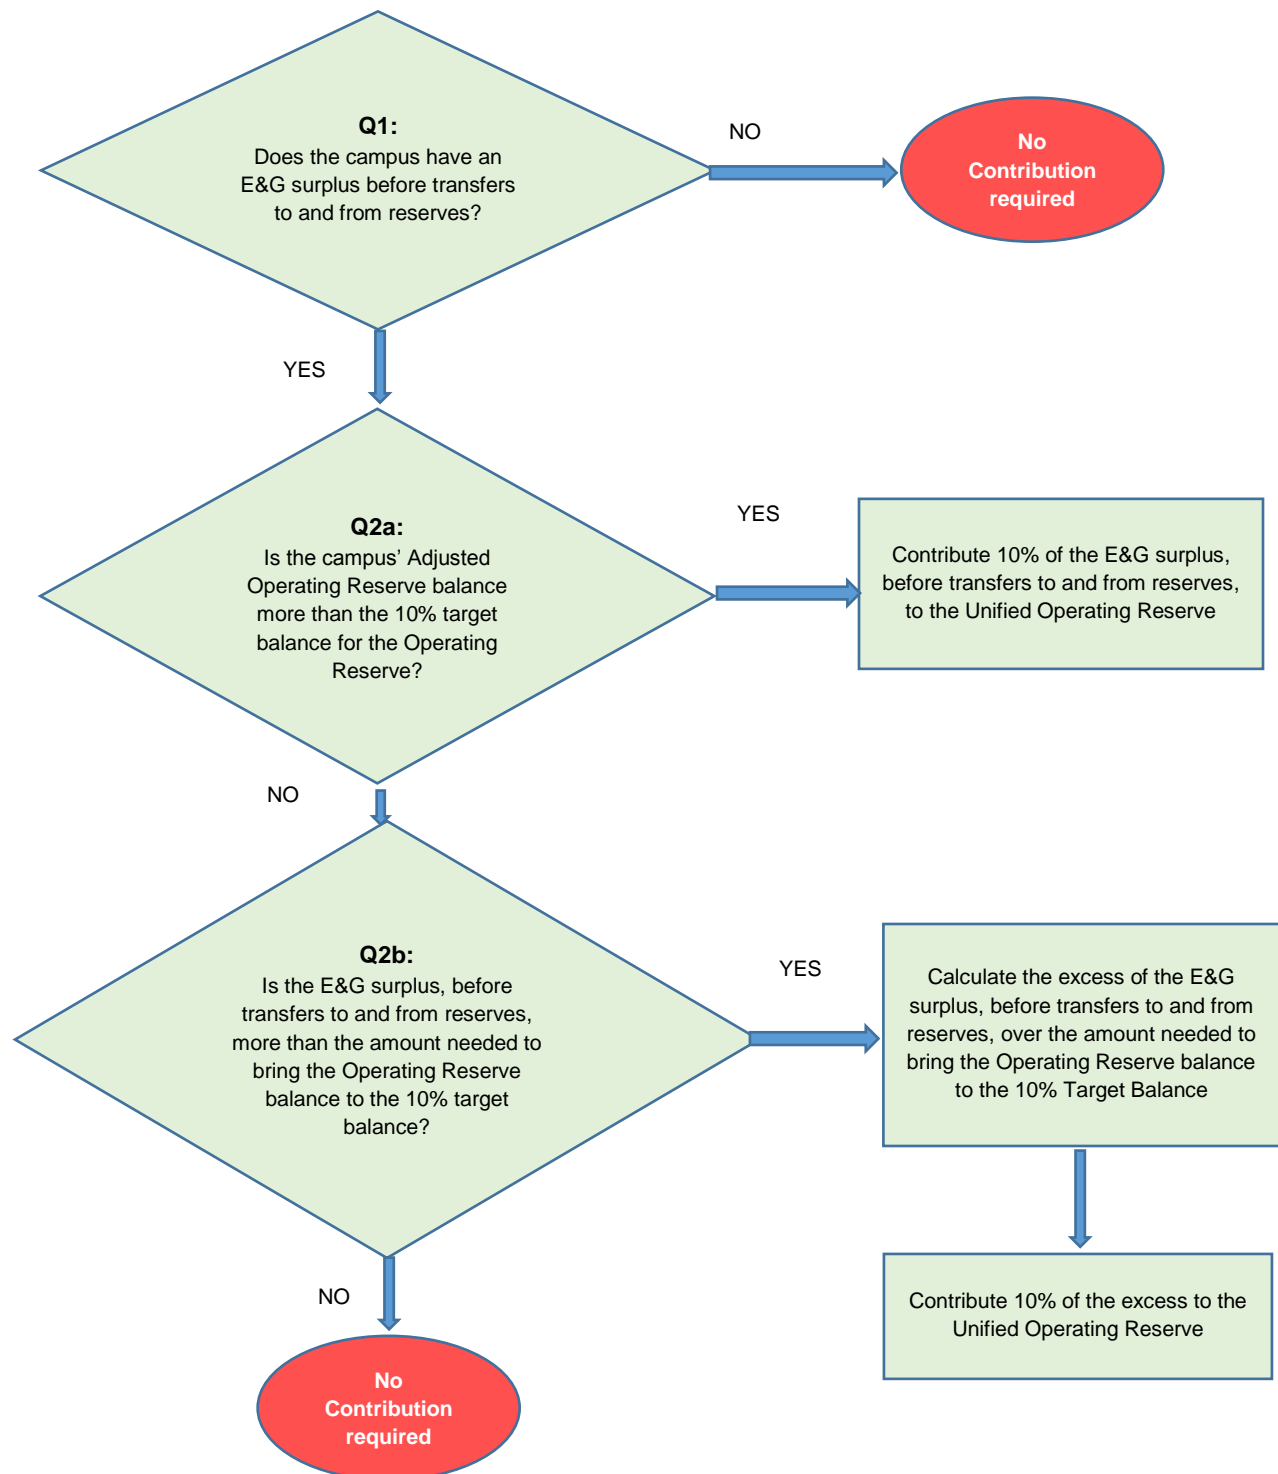 Q1:
Does the campus have an
E&G surplus before transfers
to and from reserves?
NO
No
Contribution
required
YES
Q2a:
Is the campus’ Adjusted
Operating Reserve balance
more than the 10% target
balance for the Operating
Reserve?
YES
Contribute 10% of the E&G surplus,
before transfers to and from reserves,
to the Unified Operating Reserve
NO
Q2b:
Is the E&G surplus, before
transfers to and from reserves,
more than the amount needed to
bring the Operating Reserve
balance to the 10% target
balance?
YES
Calculate the excess of the E&G
surplus, before transfers to and from
reserves, over the amount needed to
bring the Operating Reserve balance
to the 10% Target Balance
Contribute 10% of the excess to the
Unified Operating Reserve
NO
No
Contribution
required